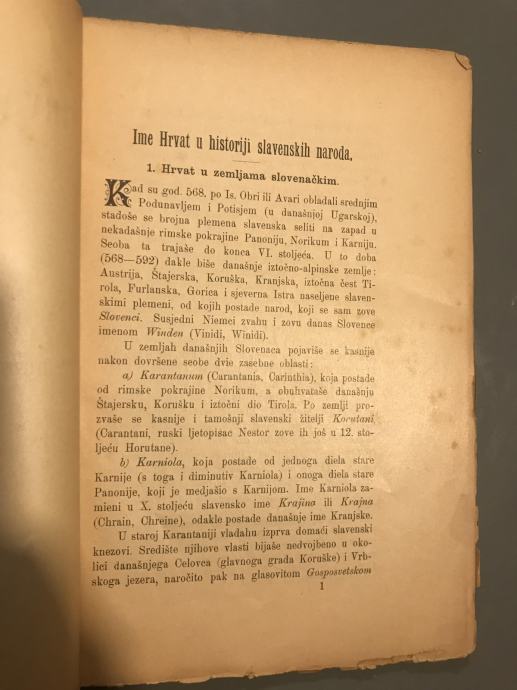 Ime Hrvat u historiji slavenskih naroda.
1. Hrvat u zemljama slovenačkim.
Kad su god. 568. po Is. Obri ili Avari obladali srednjim
Podunavljem i Potisjem (u današnjoj Ugarskoj),
stadoše se brojna plemena slavenska seliti na zapad u
nekadašnje rimske pokrajine Panoniju, Norikum i Karniju.
Seoba ta trajaše do konca VI. stoljeća. U to doba
(568—592) dakle biše današnje iztočno-alpinske zemlje:
Austrija, Štajerska, Koruška, Kranjska, iztočna čest Ti-
rola, Furlanska, Gorica i sjeverna Istra naseljene slaven-
skimi plemeni, od kojih postade narod, koji se sam zove
Slovenci. Susjedni Niemci zvahu i zovu danas Slovence
imenom Winden (Vinidi, Winidi).
U zemljah današnjih Slovenaca pojaviše se kasnije
nakon dovršene seobe dvie zasebne oblasti:
a) Karantanum (Carantania, Carinthia), koja postade
od rimske pokrajine Norikum, a obuhvataše današnju
Štajersku, Korušku i iztočni dio Tirola. Po zemlji pro-
zvaše se kasnije i tamošnji slavenski žitelji Korutani
(Carantani, ruski ljetopisac Nestor zove ih još u 12. sto-
ljeću Horutane).
b) Karniola, koja postade od jednoga diela stare
Karnije (s toga i diminutiv Karniola) i onoga diela stare
Panonije, koji je medjašio s Karnijom. Ime Karniola za-
mieni u X. stoljeću slavensko ime Krajina ili Krajna
(Chrain, Chreine), odakle postade današnje ime Kranjske.
U staroj Karantaniji vladahu izprva domaći slavenski
knezovi. Središte njihove vlasti bijaše nedvojbeno u oko-
lici današnjega Celovca (glavnoga grada Koruške) i Vrb-
skoga jezera, naročito pak na glasovitom Gosposvetskom
1